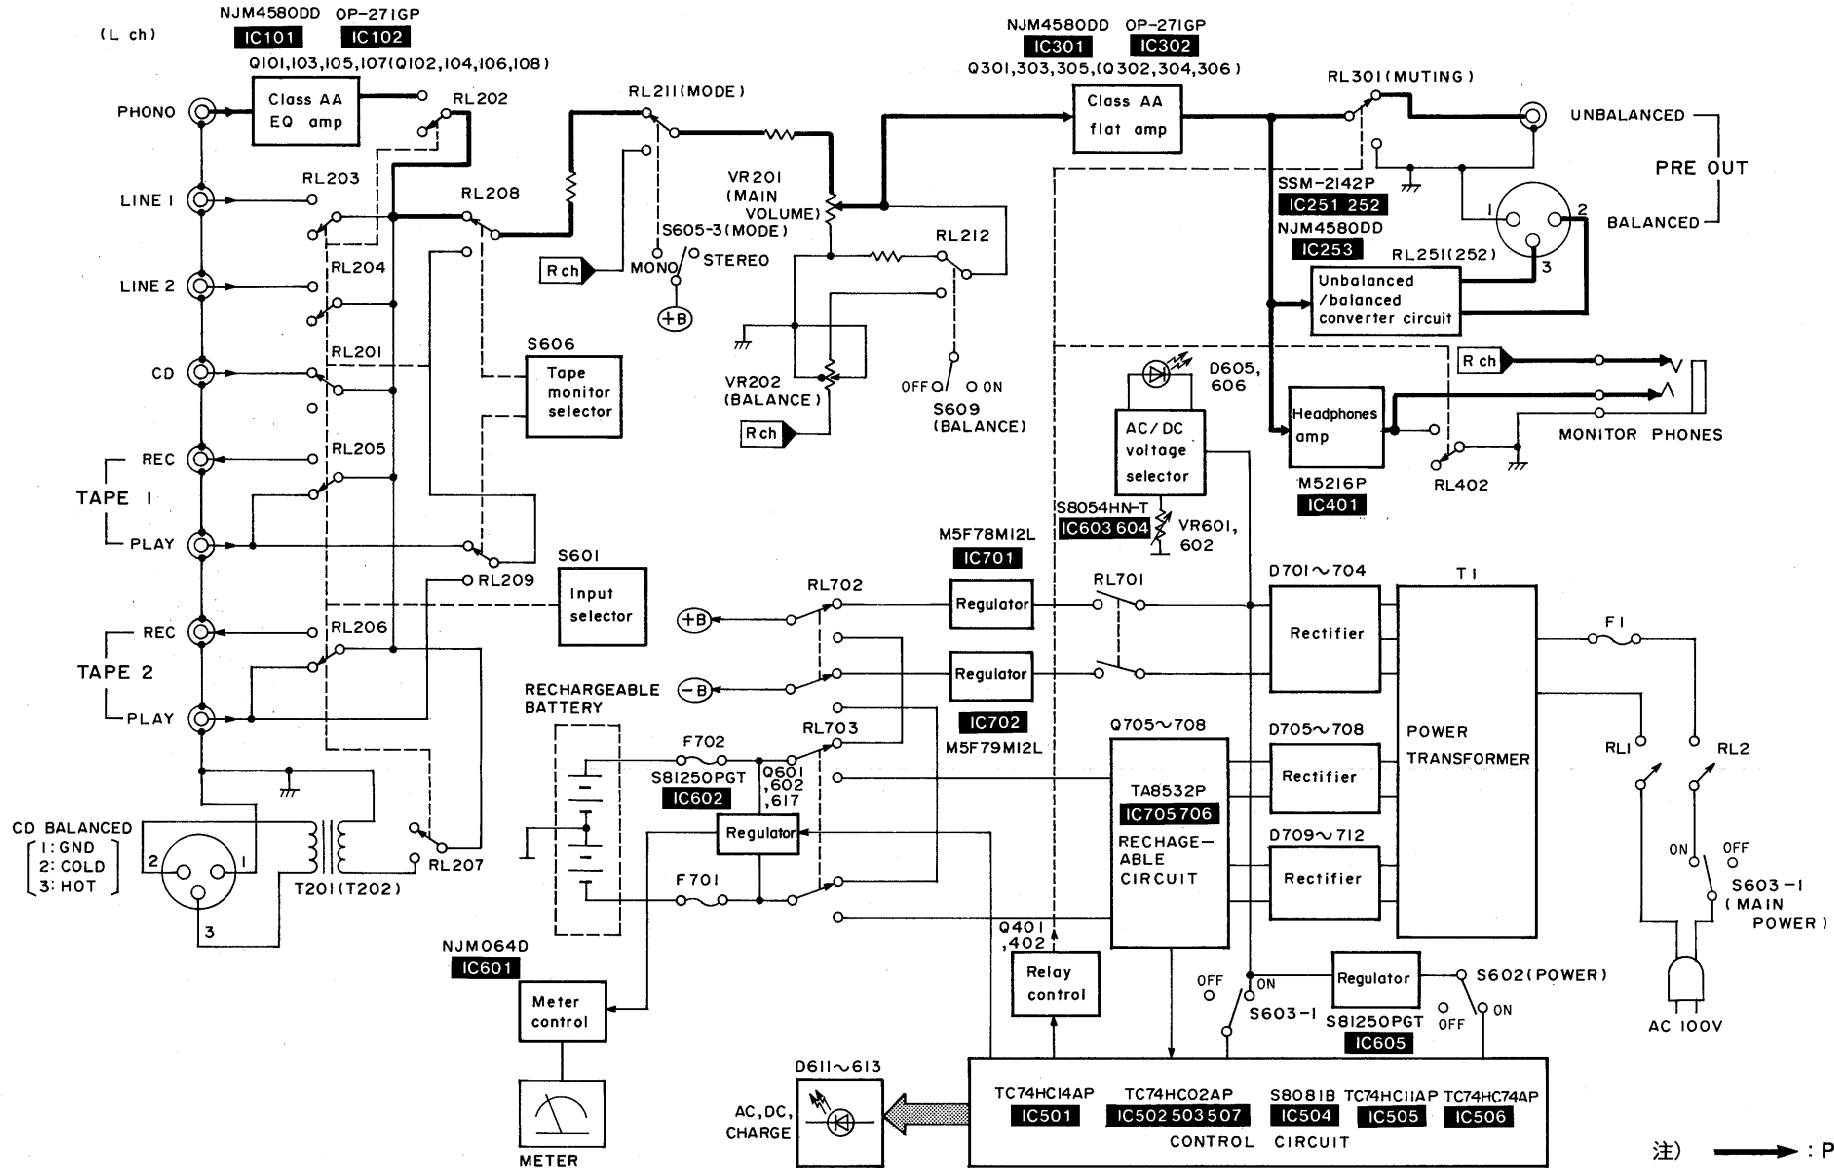 (L ch)
NJM4580DD OP-271GP
IC101 IC102
Q101,103,105,107(Q102,104,106,108)
PHONO
Class AA
EQ amp
RL202
RL211(MODE)
NJM4580DD OP-271GP
IC301 IC302
Q301,303,305,(Q302,304,306)
Class AA
flat amp
RL301(MUTING)
UNBALANCED
PRE OUT
BALANCED
LINE 1
RL203
RL208
VR201
(MAIN
VOLUME)
S605-3(MODE)
MONO
STEREO
+B
R ch
RL212
SSM-2142P
IC251 252
NJM4580DD
IC253
RL251(252)
1
2
3
Unbalanced
/balanced
converter circuit
LINE 2
RL204
CD
RL201
S606
Tape
monitor
selector
VR202
(BALANCE)
R ch
OFF
ON
S609
(BALANCE)
D605,
606
AC/DC
voltage
selector
S8054HN-T
IC603 604
VR601,
602
R ch
Headphones
amp
M5216P
IC401
RL402
MONITOR PHONES
TAPE 1
REC
PLAY
RL205
RL209
S601
Input
selector
TAPE 2
REC
PLAY
RL206
RL207
CD BALANCED
1:GND
2:COLD
3:HOT
2
1
3
T201(T202)
+B
-B
RL702
M5F78M12L
IC701
Regulator
RL701
Regulator
IC702
M5F79M12L
D701~704
Rectifier
T1
POWER
TRANSFORMER
F1
RL1
RL2
RECHARGEABLE
BATTERY
F702
S81250PGT
IC602
Q601
,602
,617
RL703
Regulator
F701
Q705~708
TA8532P
IC705706
RECHAGE-
ABLE
CIRCUIT
D705~708
Rectifier
D709~712
Rectifier
ON
OFF
S603-1
(MAIN
POWER)
AC 100V
NJM064D
IC601
Meter
control
METER
Q401
,402
Relay
control
OFF
ON
S603-1
Regulator
S81250PGT
IC605
S602(POWER)
OFF
ON
D611~613
AC,DC,
CHARGE
TC74HC14AP TC74HC02AP S8081B TC74HC11AP TC74HC74AP
IC501 IC502503507 IC504 IC505 IC506
CONTROL CIRCUIT
注) : P